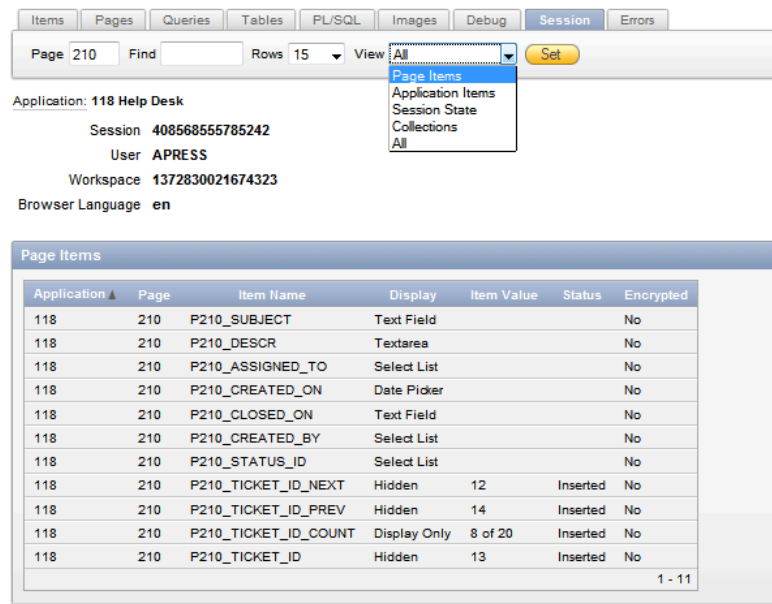 Items Pages Queries Tables PL/SQL Images Debug Session Errors
Page 210 Find Rows 15 View All Set
Page Items
Application Items
Session State
Collections
All
Application: 118 Help Desk
Session 408568555785242
User APRESS
Workspace 1372830021674323
Browser Language en
Page Items
Application Page Item Name Display Item Value Status Encrypted
118 210 P210_SUBJECT Text Field No
118 210 P210_DESCR Textarea No
118 210 P210_ASSIGNED_TO Select List No
118 210 P210_CREATED_ON Date Picker No
118 210 P210_CLOSED_ON Text Field No
118 210 P210_CREATED_BY Select List No
118 210 P210_STATUS_ID Select List No
118 210 P210_TICKET_ID_NEXT Hidden 12 Inserted No
118 210 P210_TICKET_ID_PREV Hidden 14 Inserted No
118 210 P210_TICKET_ID_COUNT Display Only 8 of 20 Inserted No
118 210 P210_TICKET_ID Hidden 13 Inserted No
1 - 11